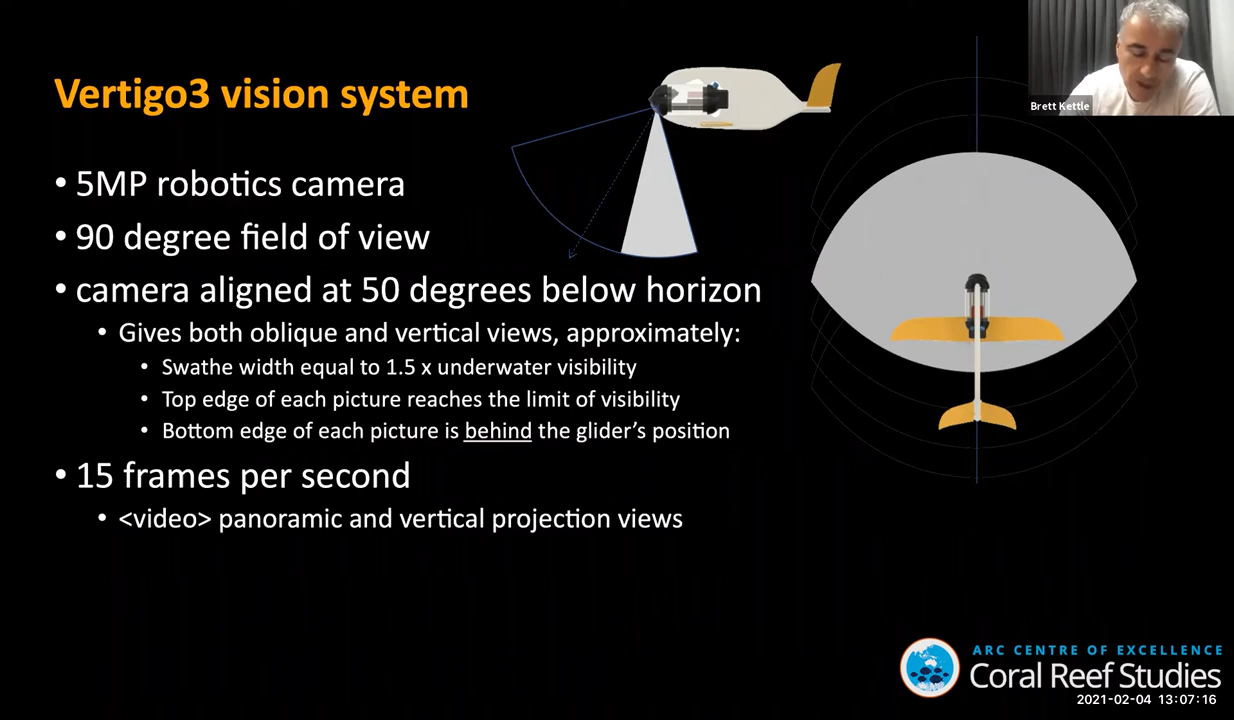 Brett Kettle
Vertigo3 vision system
• 5MP robotics camera
• 90 degree field of view
• camera aligned at 50 degrees below horizon
• Gives both oblique and vertical views, approximately:
• Swathe width equal to 1.5 x underwater visibility
• Top edge of each picture reaches the limit of visibility
• Bottom edge of each picture is behind the glider's position
• 15 frames per second
• <video> panoramic and vertical projection views
ARC CENTRE OF EXCELLENCE
Coral Reef Studies
2021-02-04 13:07:16